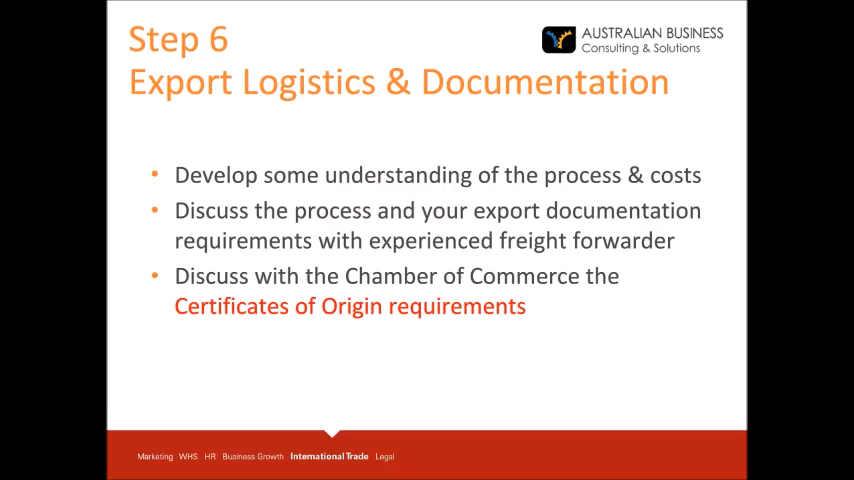 Step 6
Export Logistics & Documentation
AUSTRALIAN BUSINESS
Consulting & Solutions
• Develop some understanding of the process & costs
• Discuss the process and your export documentation
requirements with experienced freight forwarder
• Discuss with the Chamber of Commerce the
Certificates of Origin requirements
Marketing WHS HR Business Growth International Trade Legal